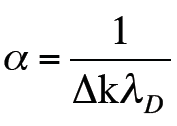 α = 1 / Δkλ_D